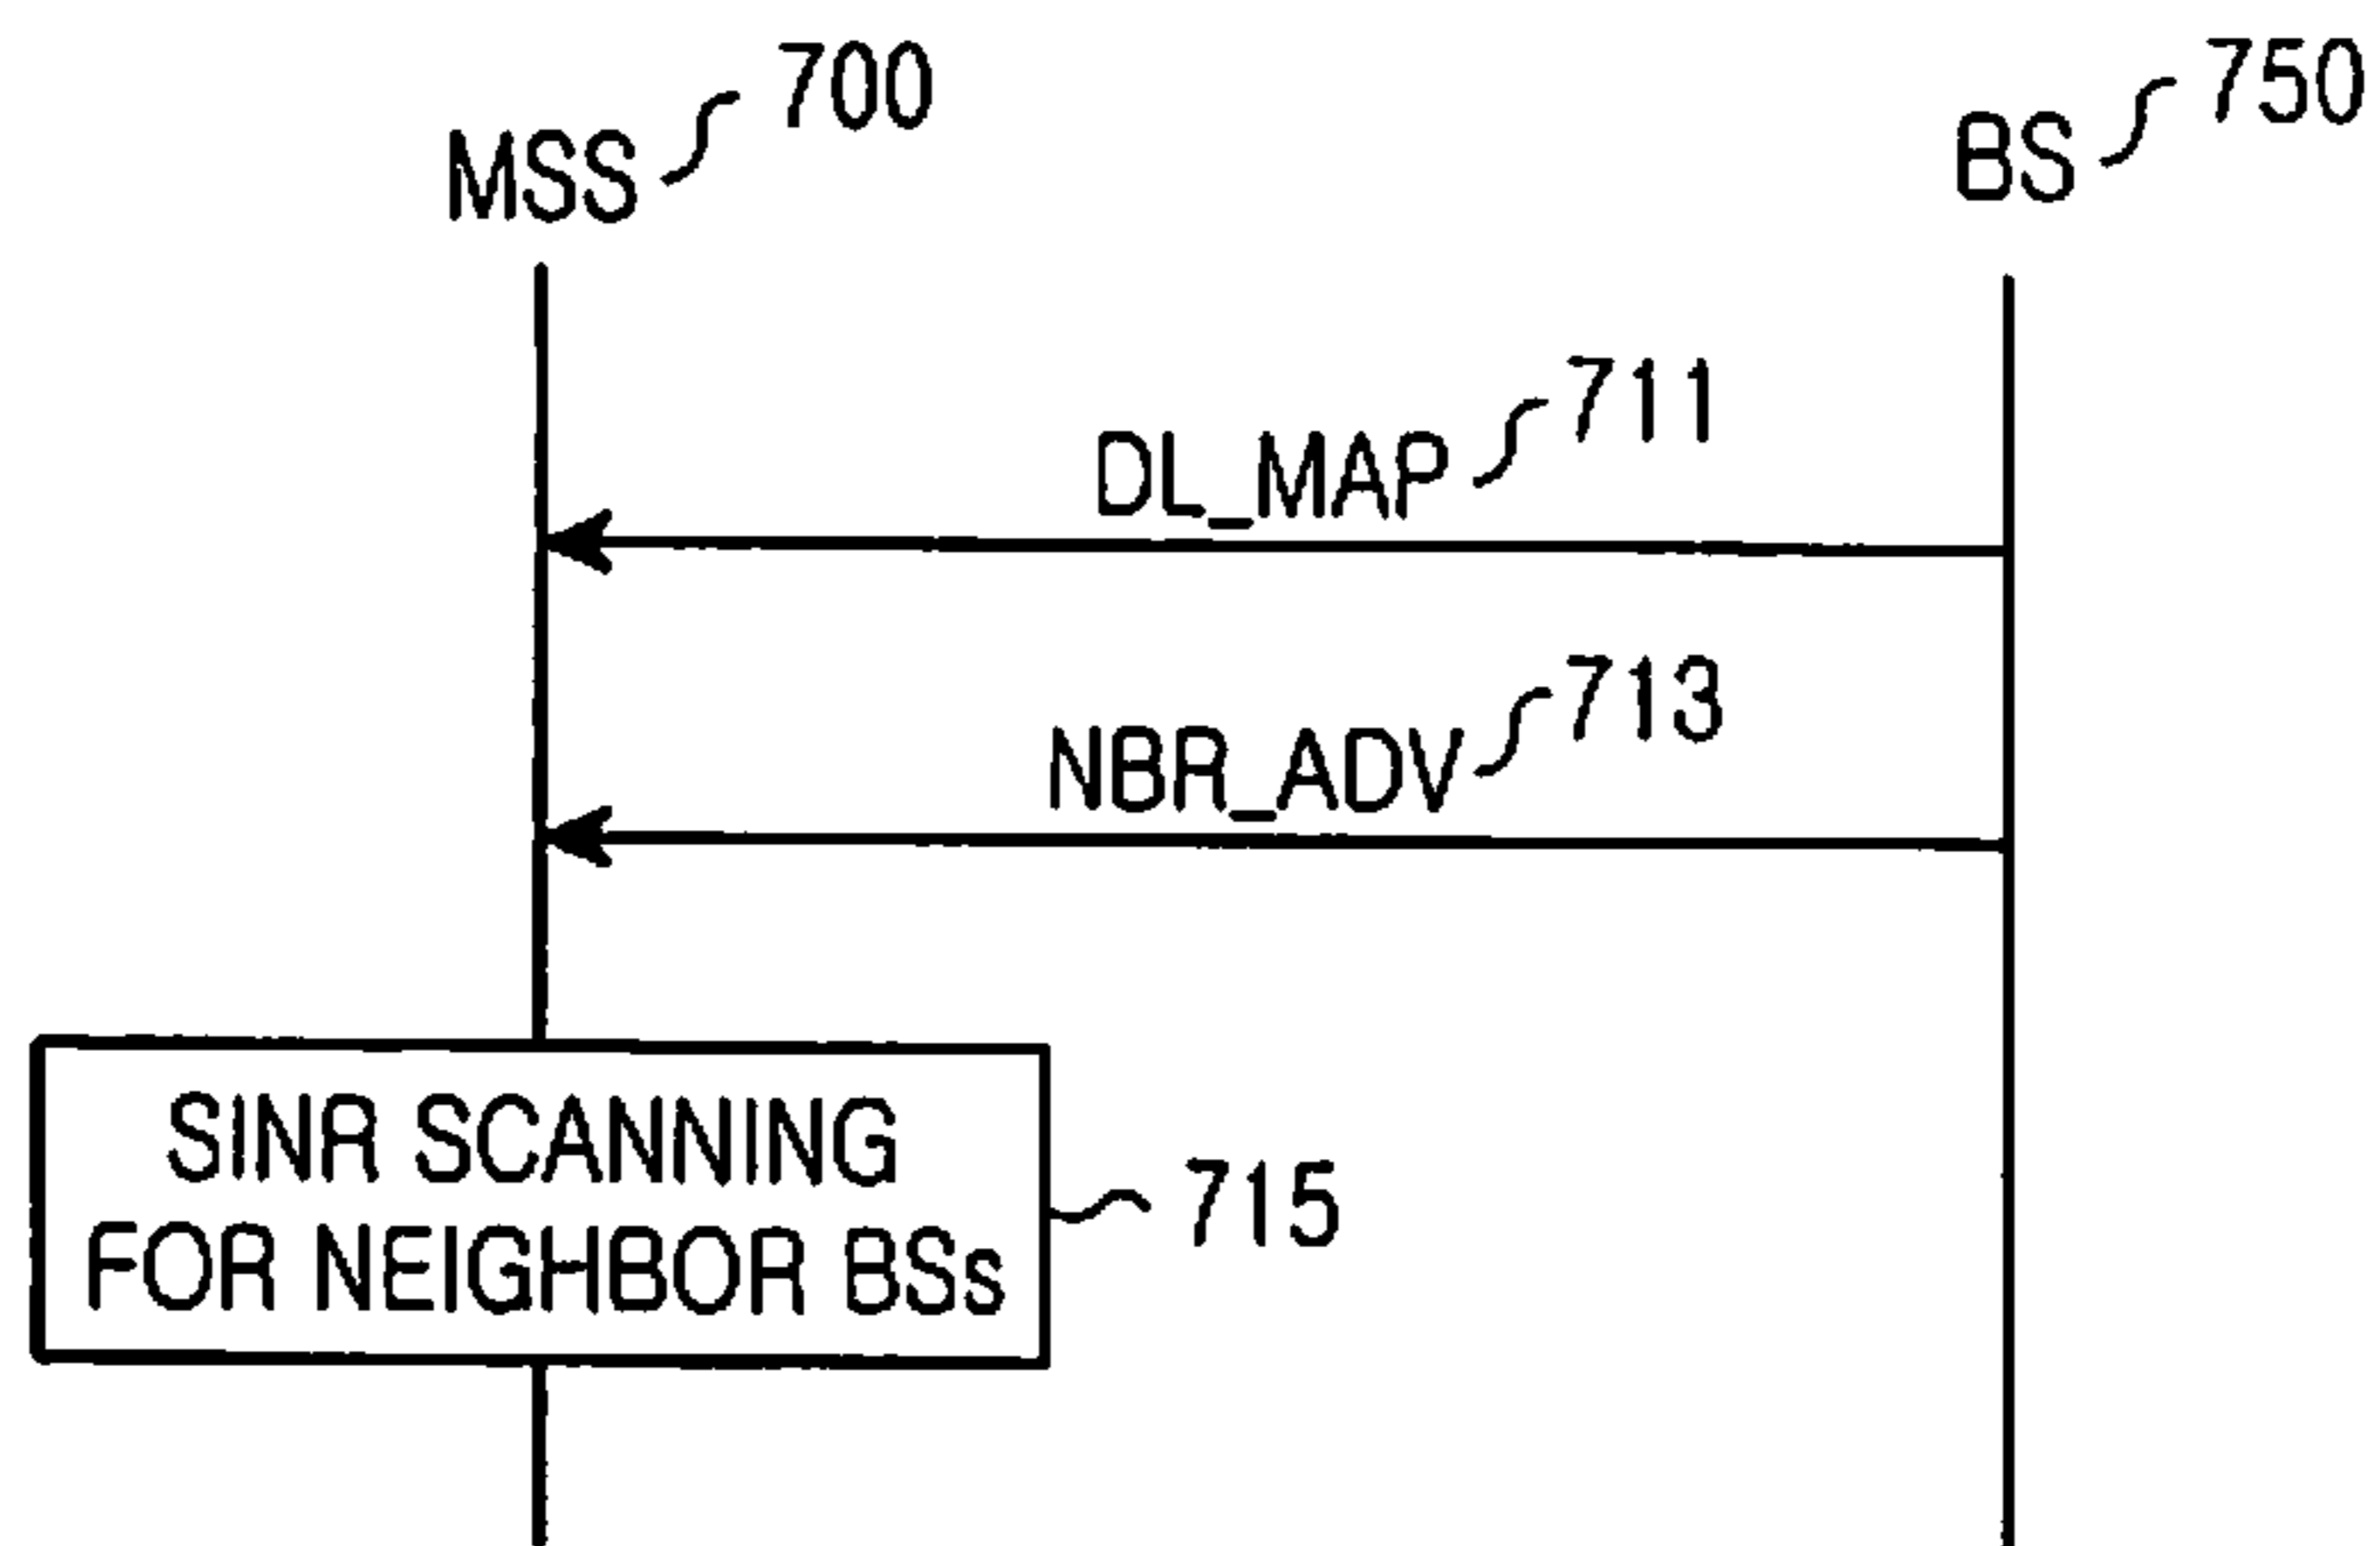 MSS 700
BS 750
DL_MAP 711
NBR_ADV 713
SINR SCANNING
FOR NEIGHBOR BSs
715